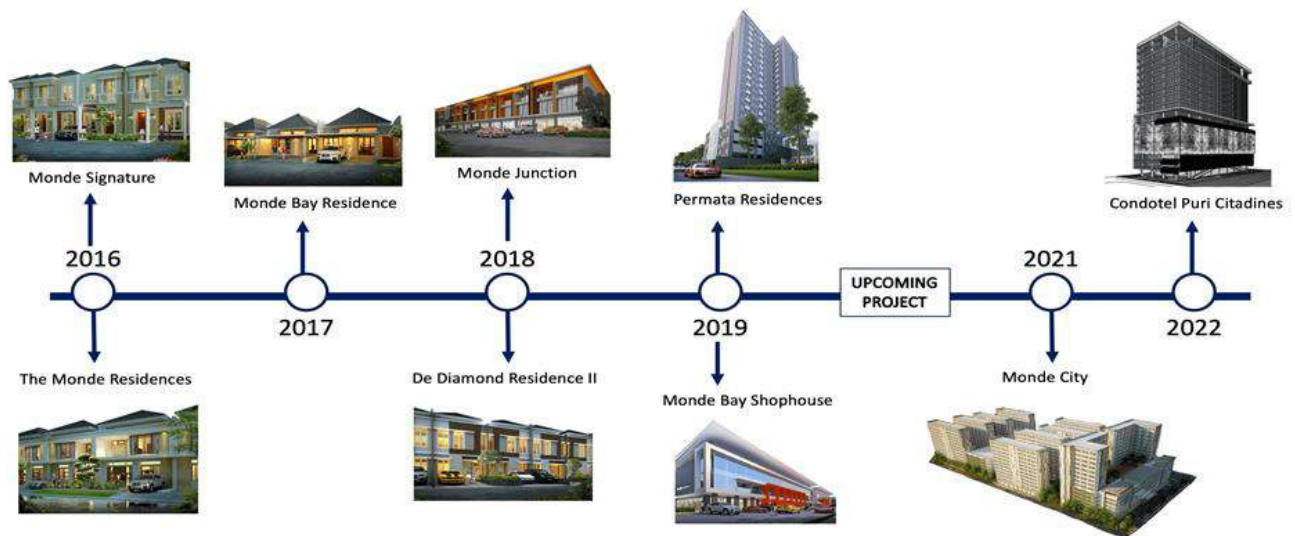 Monde Signature
Monde Bay Residence
Monde Junction
Permata Residences
Condotel Puri Citadines
2016
2018
2021
UPCOMING
PROJECT
2017
2019
2022
The Monde Residences
De Diamond Residence II
Monde Bay Shophouse
Monde City